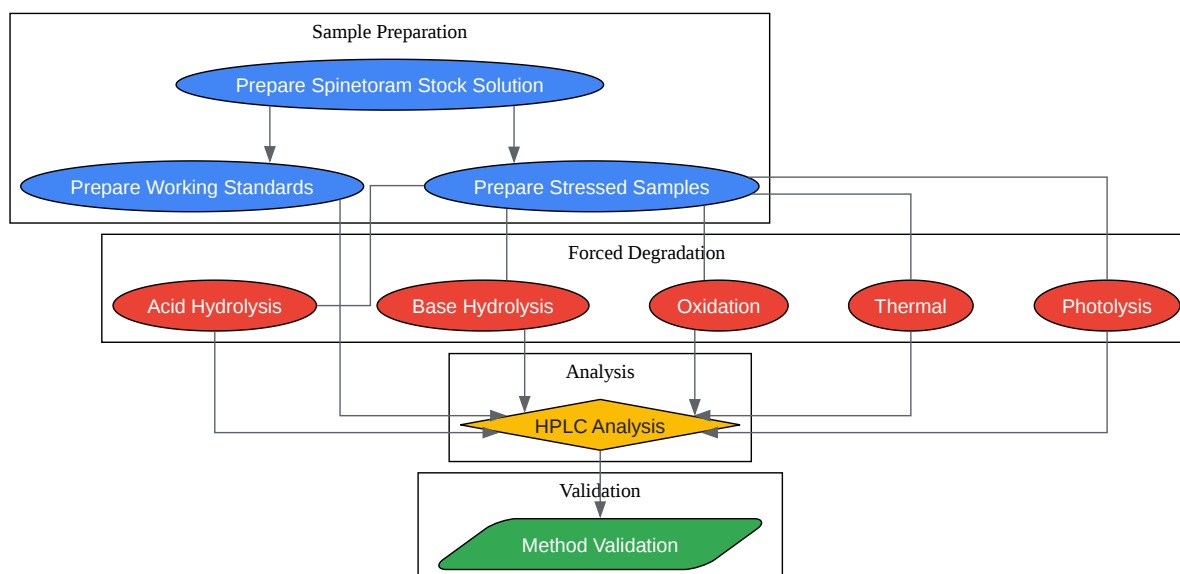 Sample Preparation
Prepare Spinetoram Stock Solution
Prepare Working Standards
Prepare Stressed Samples
Forced Degradation
Acid Hydrolysis
Base Hydrolysis
Oxidation
Thermal
Photolysis
Analysis
HPLC Analysis
Validation
Method Validation